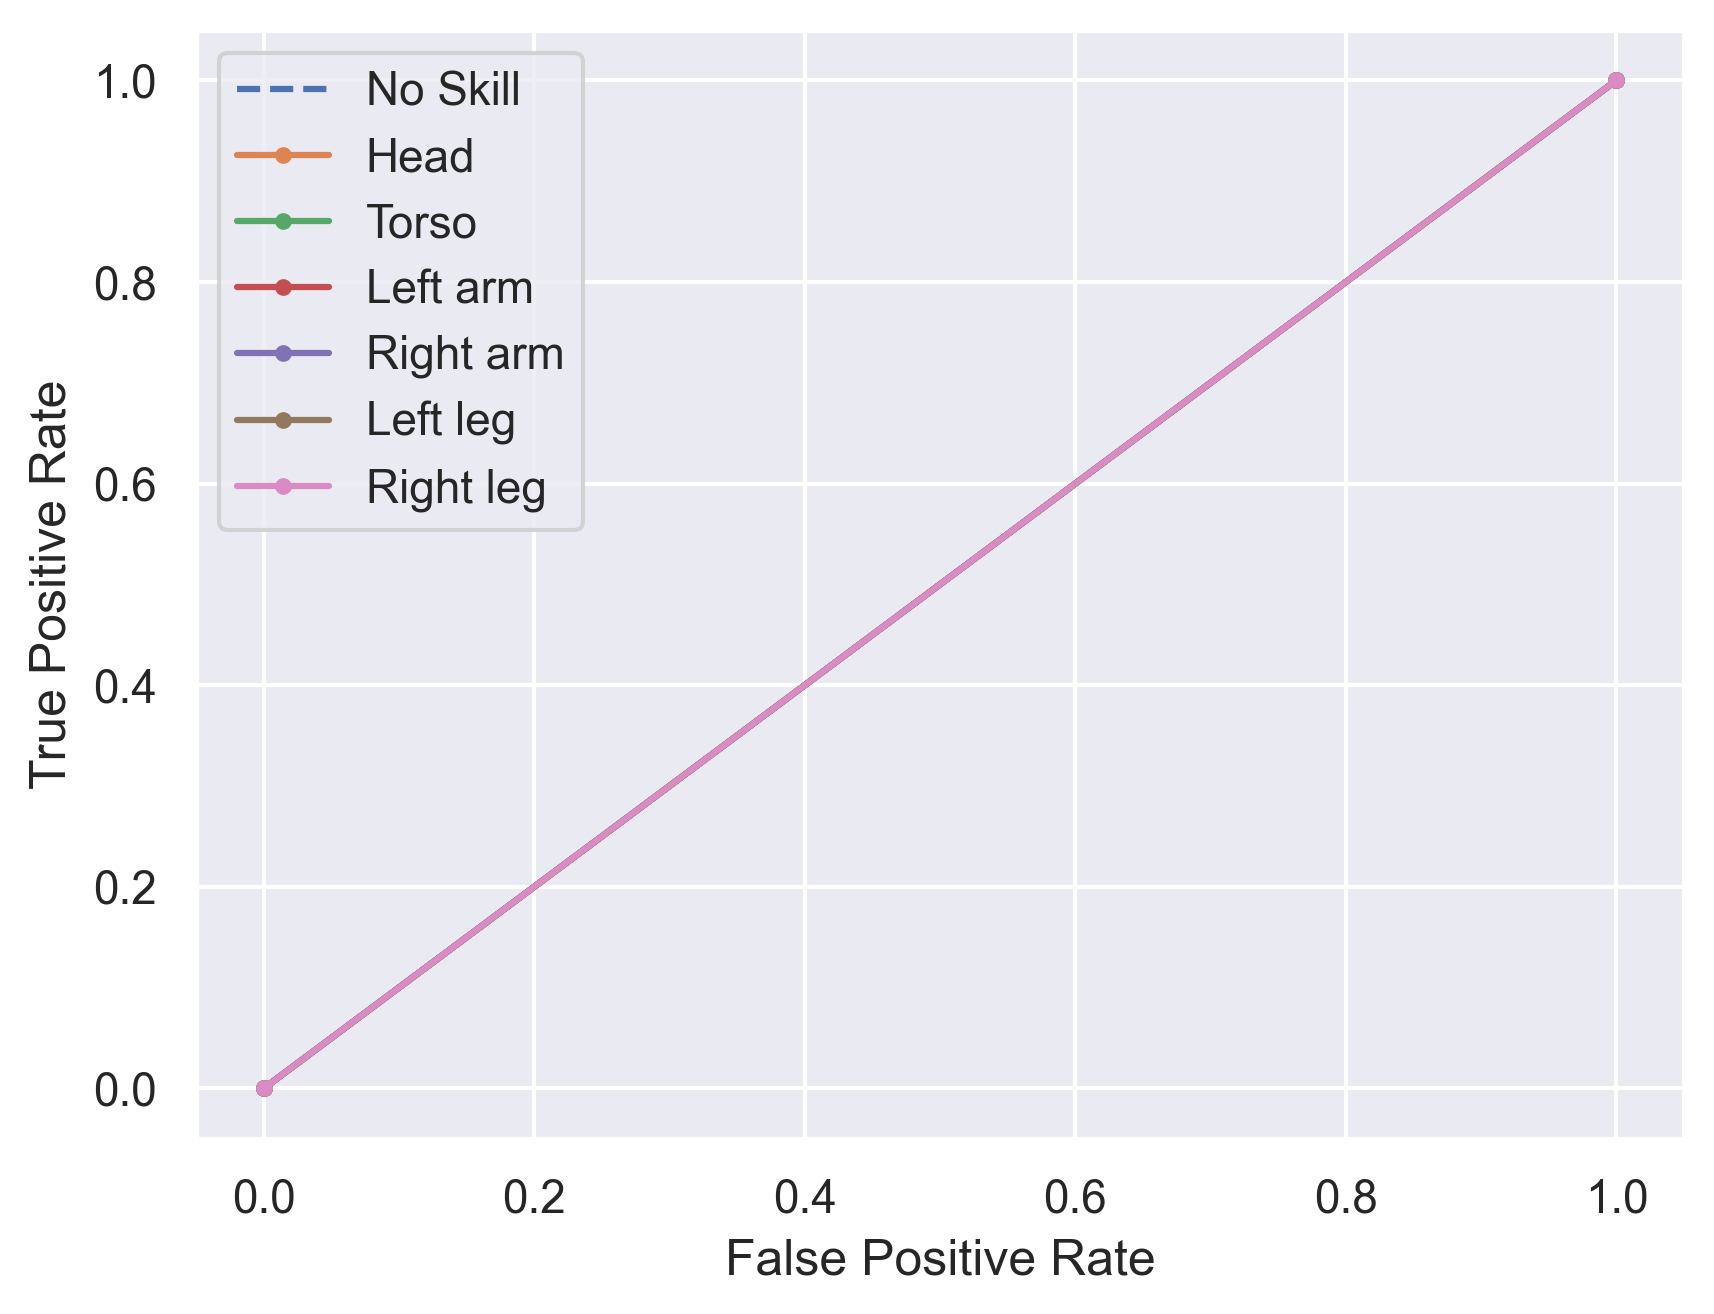 No Skill
Head
Torso
Left arm
Right arm
Left leg
Right leg
True Positive Rate
1.0
0.8
0.6
0.4
0.2
0.0
0.0 0.2 0.4 0.6 0.8 1.0
False Positive Rate